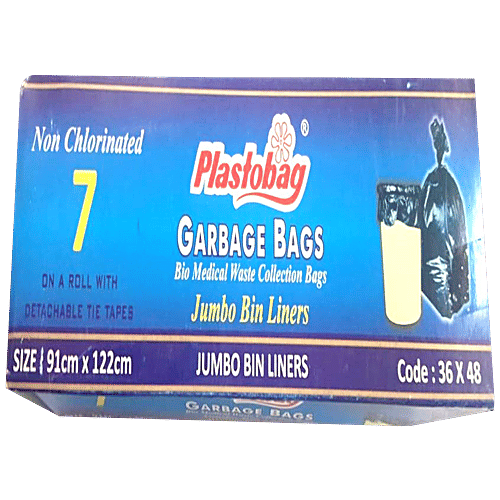 Non Chlorinated
7
ON A ROLL WITH
DETACHABLE TIE TAPES
Plastobag ®
GARBAGE BAGS
Bio Medical Waste Collection Bags
Jumbo Bin Liners
SIZE { 91cm x 122cm
JUMBO BIN LINERS
Code : 36 X 48
GARBAGE BAGS